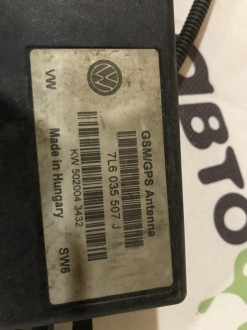 VW
GSM/GPS Antenna
7L6 035 507 J
KW 502004 3432
Made in Hungary SW6
АВТО